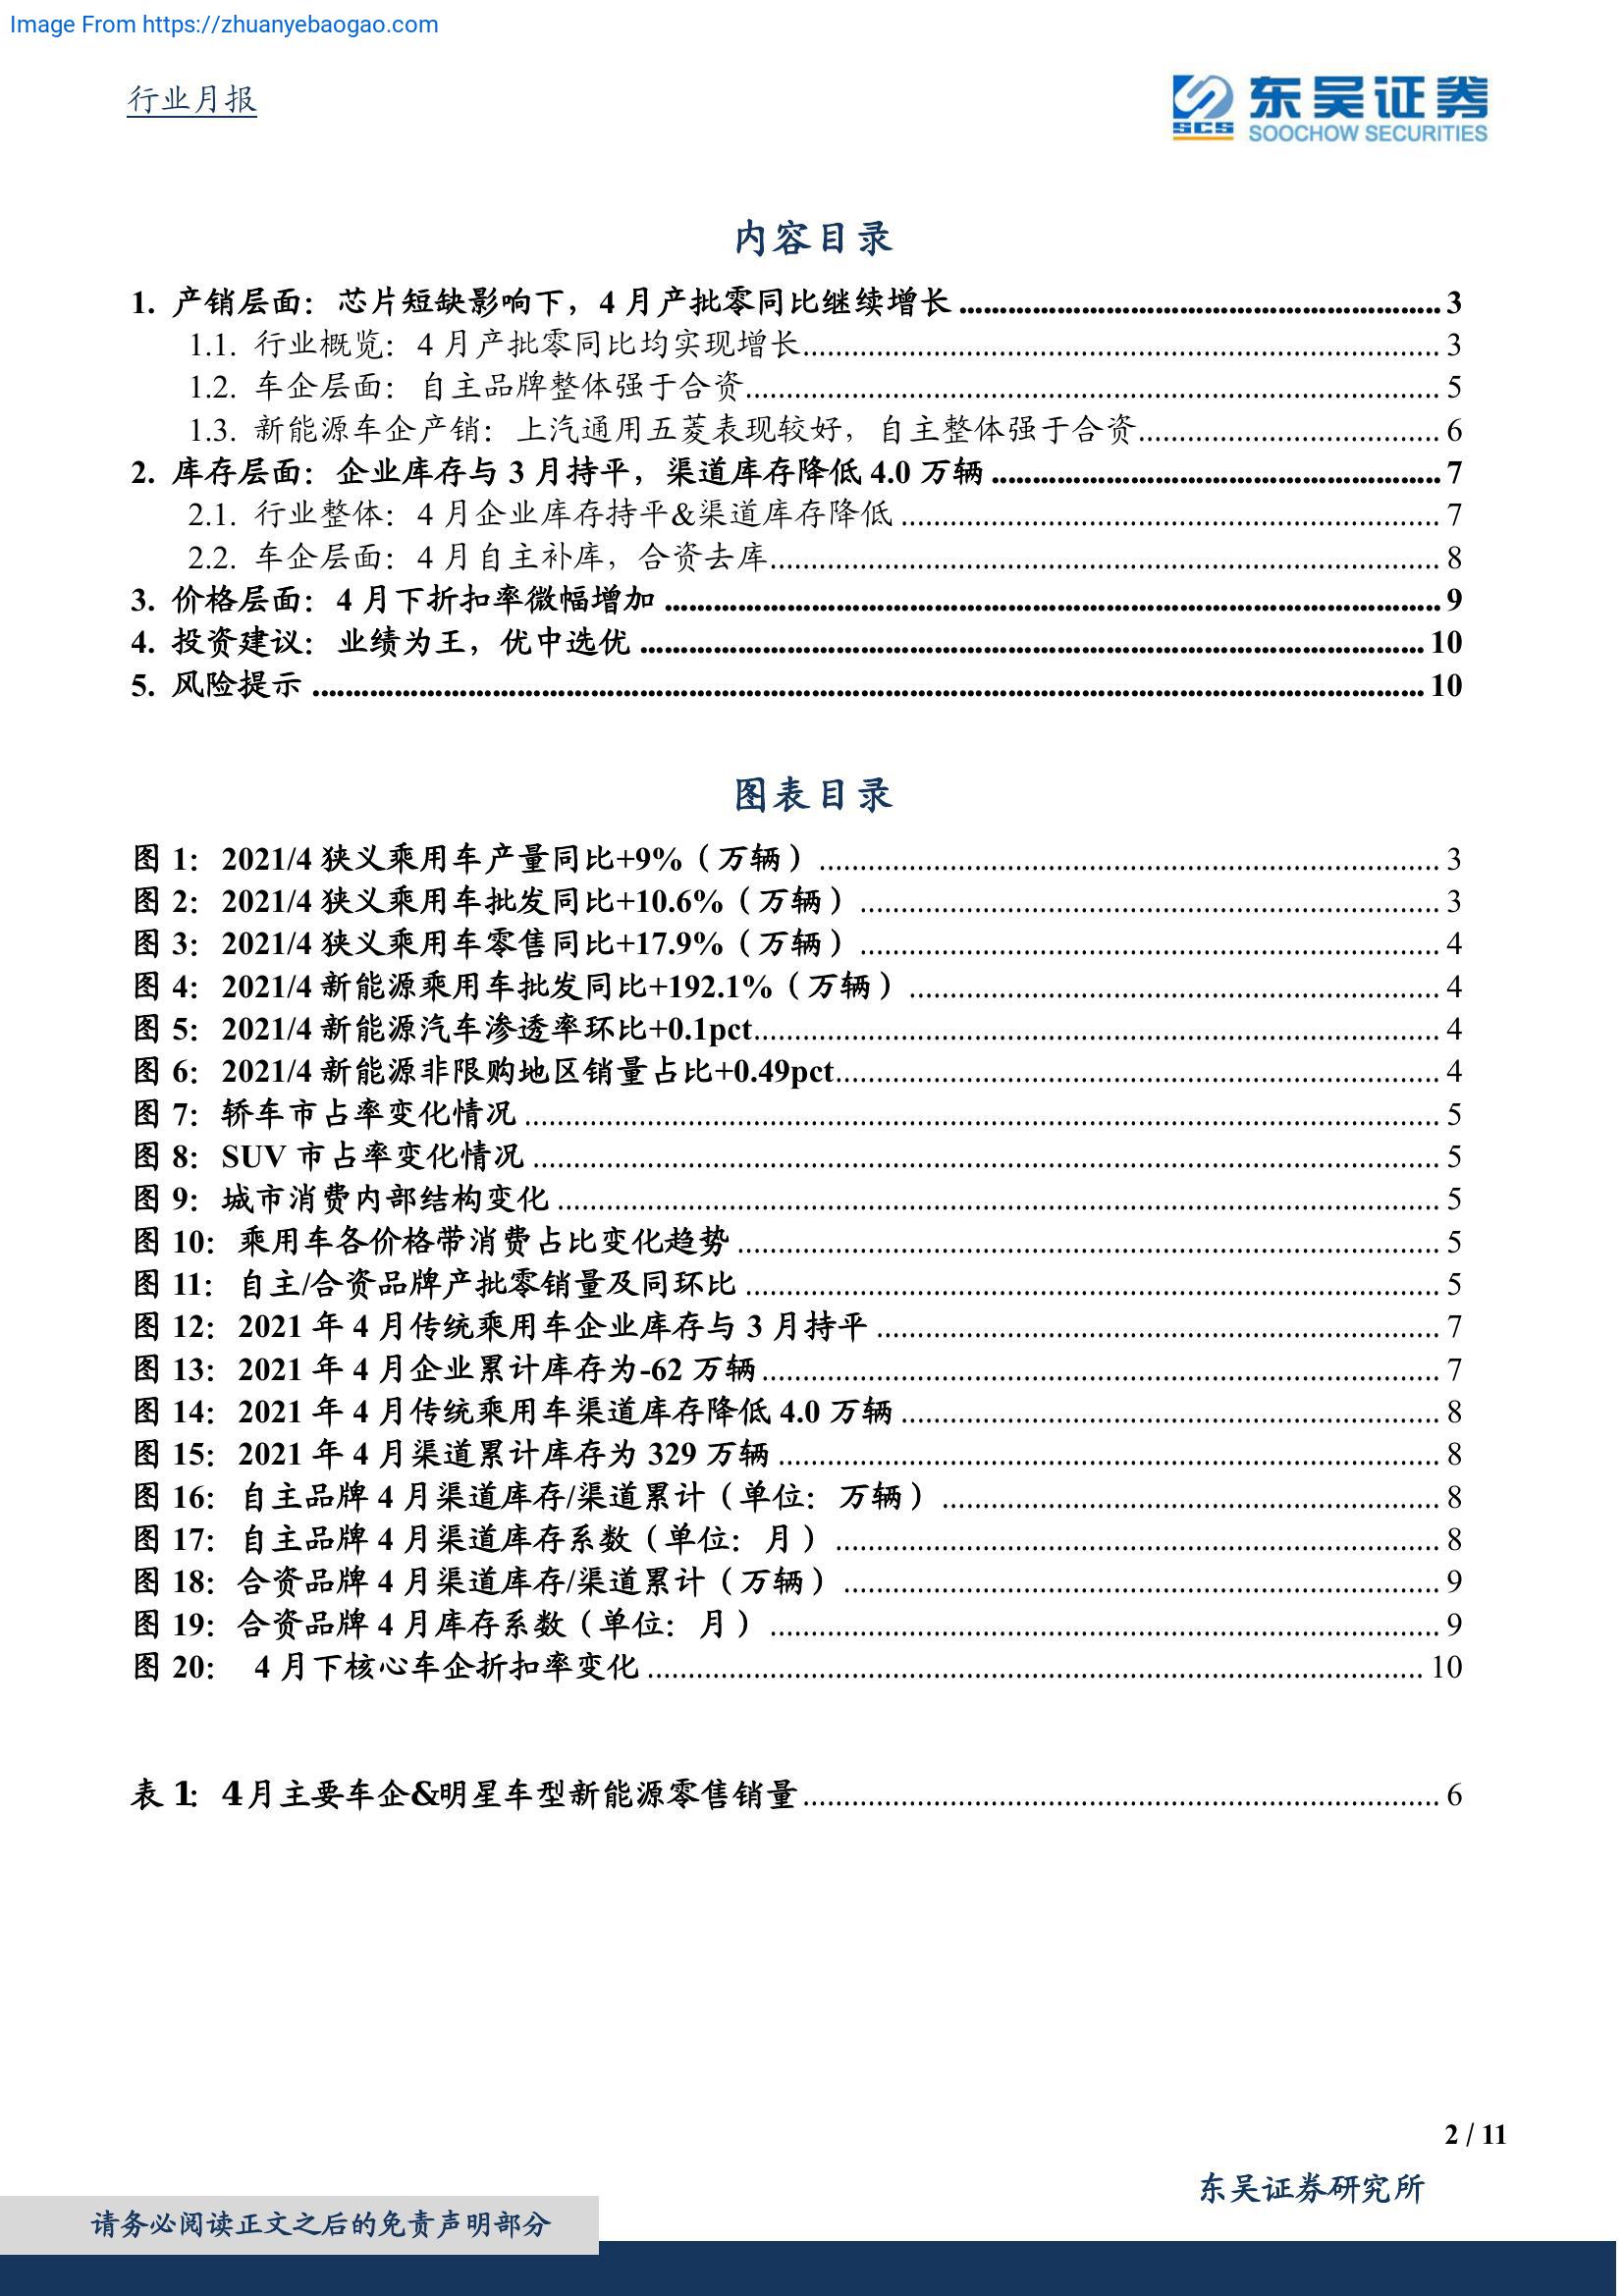 Image From https://zhuanyebaogao.com
行业月报
SCS 东吴证券
SOOCHOW SECURITIES
内容目录
1. 产销层面：芯片短缺影响下，4 月产批零同比继续增长 ........ 3
1.1. 行业概览：4 月产批零同比均实现增长 ........ 3
1.2. 车企层面：自主品牌整体强于合资 ........ 5
1.3. 新能源车企产销：上汽通用五菱表现较好，自主整体强于合资 ........ 6
2. 库存层面：企业库存与 3 月持平，渠道库存降低 4.0 万辆 ........ 7
2.1. 行业整体：4 月企业库存持平&渠道库存降低 ........ 7
2.2. 车企层面：4 月自主补库，合资去库 ........ 8
3. 价格层面：4 月下折扣率微幅增加 ........ 9
4. 投资建议：业绩为王，优中选优 ........ 10
5. 风险提示 ........ 10
图表目录
图 1：2021/4 狭义乘用车产量同比+9%（万辆） ........ 3
图 2：2021/4 狭义乘用车批发同比+10.6%（万辆） ........ 3
图 3：2021/4 狭义乘用车零售同比+17.9%（万辆） ........ 4
图 4：2021/4 新能源乘用车批发同比+192.1%（万辆） ........ 4
图 5：2021/4 新能源汽车渗透率环比+0.1pct ........ 4
图 6：2021/4 新能源非限购地区销量占比+0.49pct ........ 4
图 7：轿车市占率变化情况 ........ 5
图 8：SUV 市占率变化情况 ........ 5
图 9：城市消费内部结构变化 ........ 5
图 10：乘用车各价格带消费占比变化趋势 ........ 5
图 11：自主/合资品牌产批零销量及同环比 ........ 5
图 12：2021 年 4 月传统乘用车企业库存与 3 月持平 ........ 7
图 13：2021 年 4 月企业累计库存为-62 万辆 ........ 7
图 14：2021 年 4 月传统乘用车渠道库存降低 4.0 万辆 ........ 8
图 15：2021 年 4 月渠道累计库存为 329 万辆 ........ 8
图 16：自主品牌 4 月渠道库存/渠道累计（单位：万辆） ........ 8
图 17：自主品牌 4 月渠道库存系数（单位：月） ........ 8
图 18：合资品牌 4 月渠道库存/渠道累计（万辆） ........ 9
图 19：合资品牌 4 月库存系数（单位：月） ........ 9
图 20： 4 月下核心车企折扣率变化 ........ 10
表 1：4月主要车企&明星车型新能源零售销量 ........ 6
2 / 11
东吴证券研究所
请务必阅读正文之后的免责声明部分